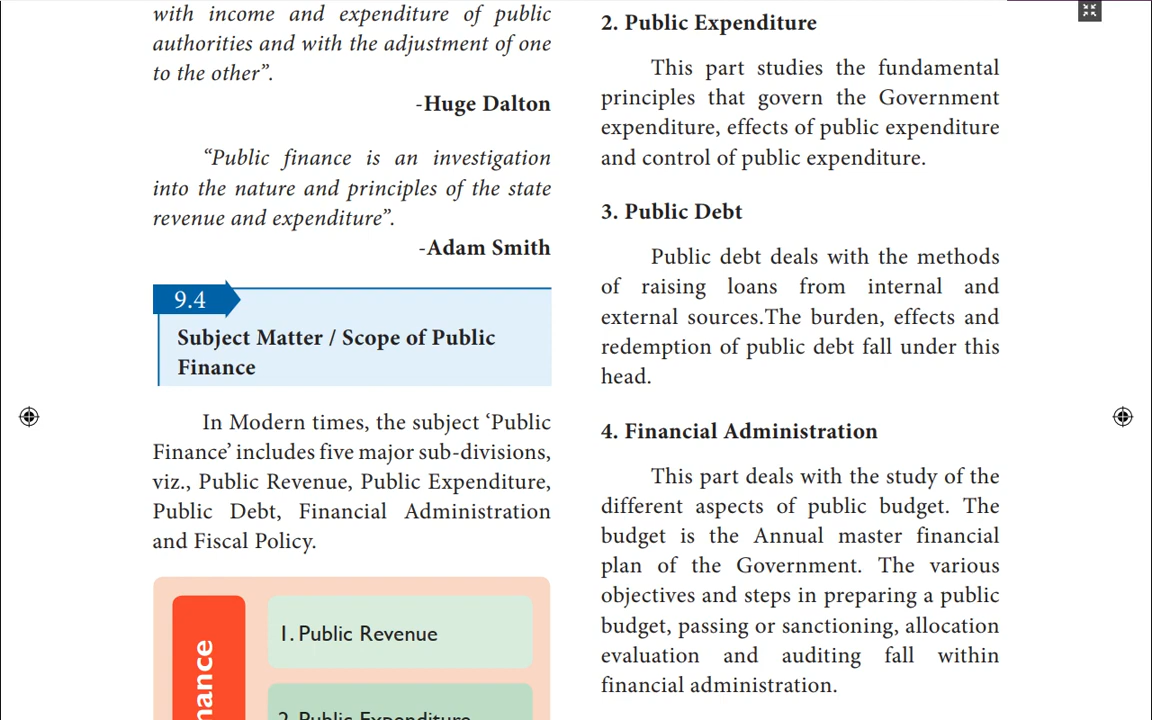 with income and expenditure of public
authorities and with the adjustment of one
to the other”.
-Huge Dalton
“Public finance is an investigation
into the nature and principles of the state
revenue and expenditure”.
-Adam Smith
9.4
Subject Matter / Scope of Public
Finance
In Modern times, the subject ‘Public
Finance’ includes five major sub-divisions,
viz., Public Revenue, Public Expenditure,
Public Debt, Financial Administration
and Fiscal Policy.
1. Public Revenue
2. Public Expenditure
2. Public Expenditure
This part studies the fundamental
principles that govern the Government
expenditure, effects of public expenditure
and control of public expenditure.
3. Public Debt
Public debt deals with the methods
of raising loans from internal and
external sources.The burden, effects and
redemption of public debt fall under this
head.
4. Financial Administration
This part deals with the study of the
different aspects of public budget. The
budget is the Annual master financial
plan of the Government. The various
objectives and steps in preparing a public
budget, passing or sanctioning, allocation
evaluation and auditing fall within
financial administration.